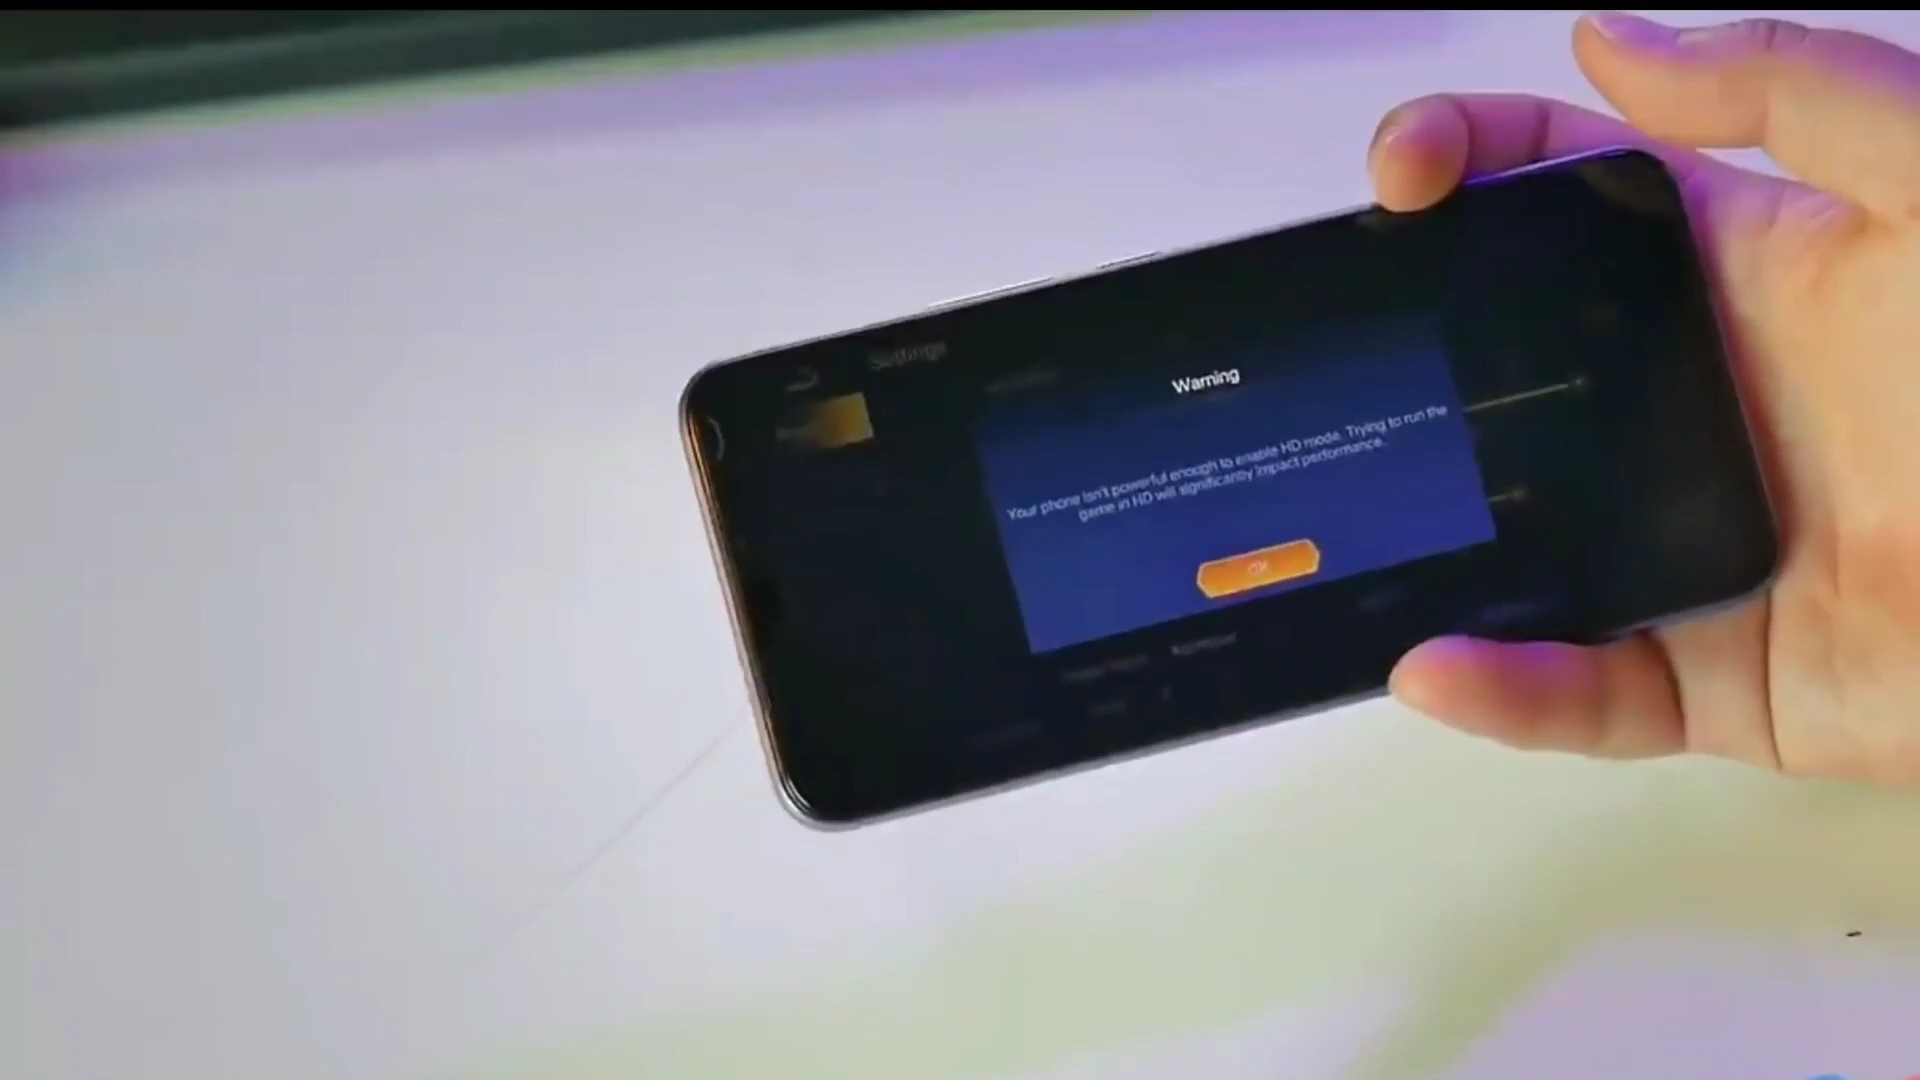 Settings
Warning
Your phone isn't powerful enough to enable HD mode. Trying to run the
game in HD will significantly impact performance.
OK